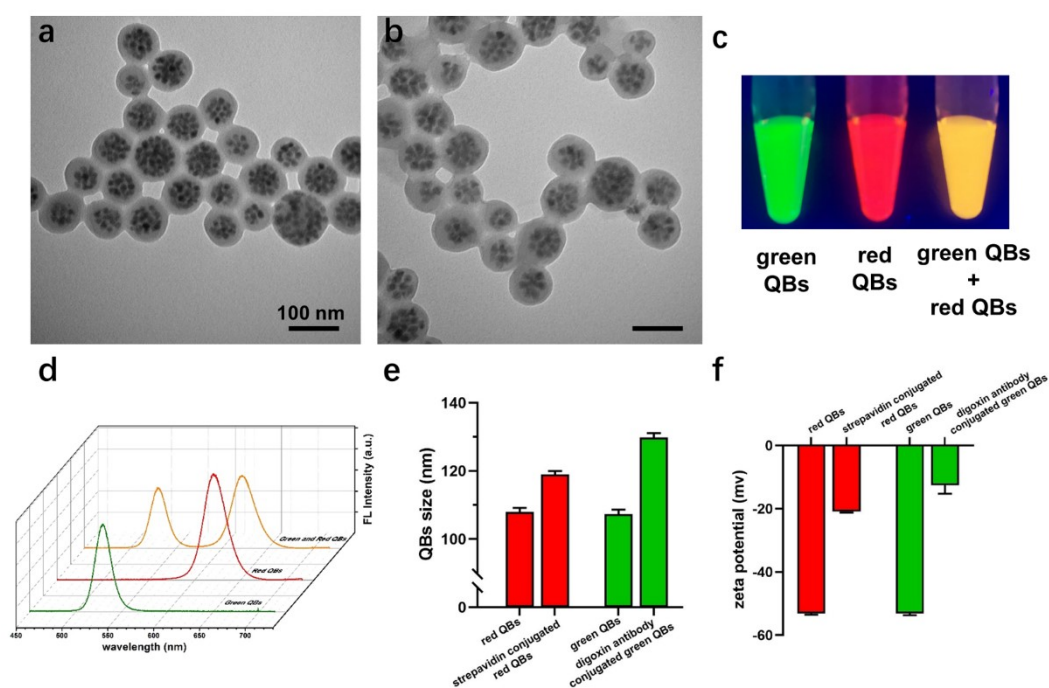 a
b
c
100 nm
green
QBs
red
QBs
green QBs
+
red QBs
d
FL Intensity (a.u.)
Green and Red QBs
Red QBs
Green QBs
450
500
550
600
650
700
wavelength (nm)
e
QBs size (nm)
140
120
100
0
red QBs
strepavidin conjugated
red QBs
green QBs
digoxin antibody
conjugated green QBs
f
red QBs
strepavidin conjugated
red QBs
green QBs
digoxin antibody
conjugated green QBs
zeta potential (mv)
0
-20
-40
-60